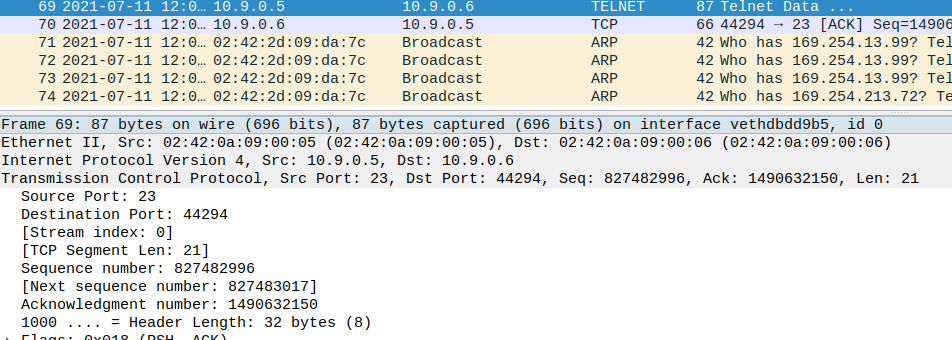 69 2021-07-11 12:0… 10.9.0.5 10.9.0.6 TELNET 87 Telnet Data ...
70 2021-07-11 12:0… 10.9.0.6 10.9.0.5 TCP 66 44294 → 23 [ACK] Seq=14906
71 2021-07-11 12:0… 02:42:2d:09:da:7c Broadcast ARP 42 Who has 169.254.13.99? Tel
72 2021-07-11 12:0… 02:42:2d:09:da:7c Broadcast ARP 42 Who has 169.254.13.99? Tel
73 2021-07-11 12:0… 02:42:2d:09:da:7c Broadcast ARP 42 Who has 169.254.13.99? Tel
74 2021-07-11 12:0… 02:42:2d:09:da:7c Broadcast ARP 42 Who has 169.254.213.72? Te
Frame 69: 87 bytes on wire (696 bits), 87 bytes captured (696 bits) on interface vethdbdd9b5, id 0
Ethernet II, Src: 02:42:0a:09:00:05 (02:42:0a:09:00:05), Dst: 02:42:0a:09:00:06 (02:42:0a:09:00:06)
Internet Protocol Version 4, Src: 10.9.0.5, Dst: 10.9.0.6
Transmission Control Protocol, Src Port: 23, Dst Port: 44294, Seq: 827482996, Ack: 1490632150, Len: 21
Source Port: 23
Destination Port: 44294
[Stream index: 0]
[TCP Segment Len: 21]
Sequence number: 827482996
[Next sequence number: 827483017]
Acknowledgment number: 1490632150
1000 .... = Header Length: 32 bytes (8)
Flags: 0x018 (PSH, ACK)